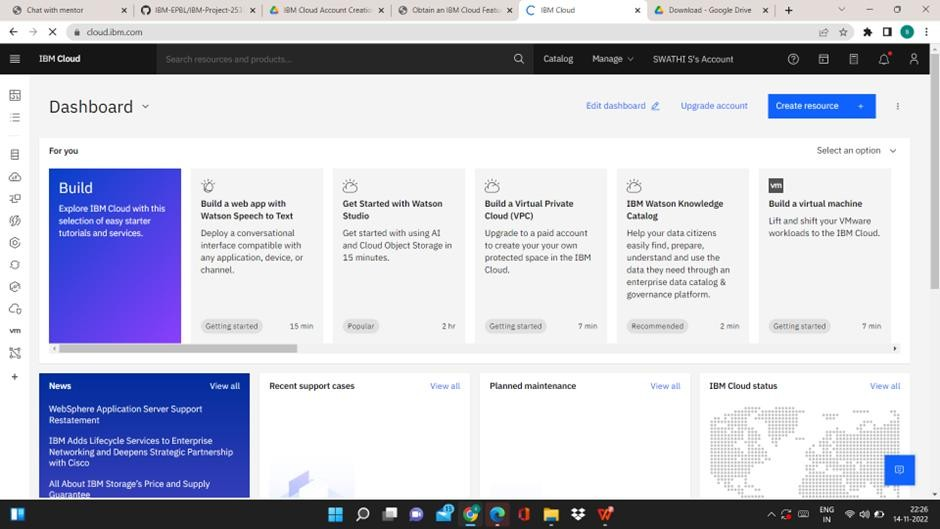 Chat with mentor
IBM-EPBL/IBM-Project-253
IBM Cloud Account Creation
Obtain an IBM Cloud Featu
IBM Cloud
Download - Google Drive
cloud.ibm.com
IBM Cloud
Search resources and products...
Catalog
Manage
SWATHI S's Account
Dashboard
Edit dashboard
Upgrade account
Create resource +
For you
Select an option
Build
Explore IBM Cloud with this
selection of easy starter
tutorials and services.
Build a web app with
Watson Speech to Text
Deploy a conversational
interface compatible with
any application, device, or
channel.
Getting started
15 min
Get Started with Watson
Studio
Get started with using AI
and Cloud Object Storage in
15 minutes.
Popular
2 hr
Build a Virtual Private
Cloud (VPC)
Upgrade to a paid account
to create your your own
protected space in the IBM
Cloud.
Getting started
7 min
IBM Watson Knowledge
Catalog
Help your data citizens
easily find, prepare,
understand and use the
data they need through an
enterprise data catalog &
governance platform.
Recommended
2 min
vm
Build a virtual machine
Lift and shift your VMware
workloads to the IBM Cloud.
Getting started
7 min
vm
News
View all
WebSphere Application Server Support
Restatement
IBM Adds Lifecycle Services to Enterprise
Networking and Deepens Strategic Partnership
with Cisco
All About IBM Storage's Price and Supply
Guarantee
Recent support cases
View all
Planned maintenance
View all
IBM Cloud status
View all
ENG
IN
22:26
14-11-2022